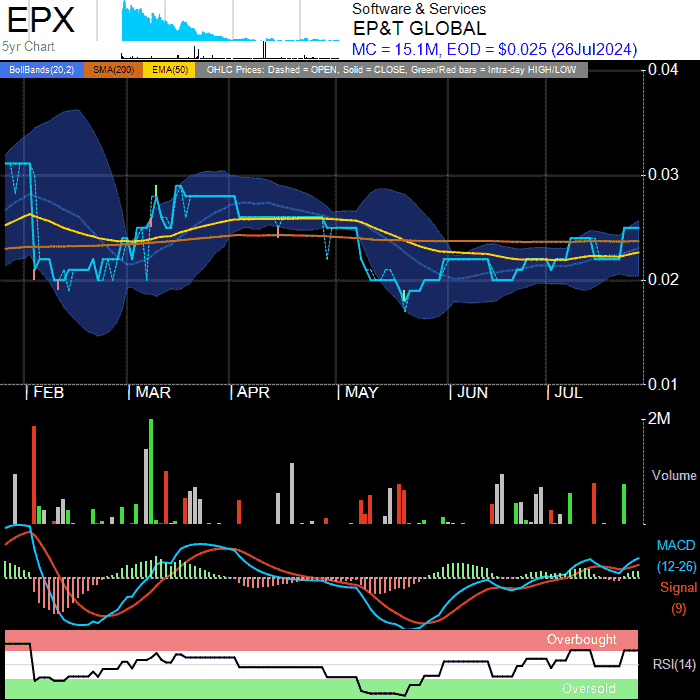 EPX
5yr Chart
Software & Services
EP&T GLOBAL
MC = 15.1M, EOD = $0.025 (26Jul2024)
BollBands(20,2) SMA(200) EMA(50) OHLC Prices: Dashed = OPEN, Solid = CLOSE, Green/Red bars = Intra-day HIGH/LOW
0.04
0.03
0.02
0.01
FEB MAR APR MAY JUN JUL
2M
Volume
MACD
(12-26)
Signal
(9)
Overbought
RSI(14)
Oversold